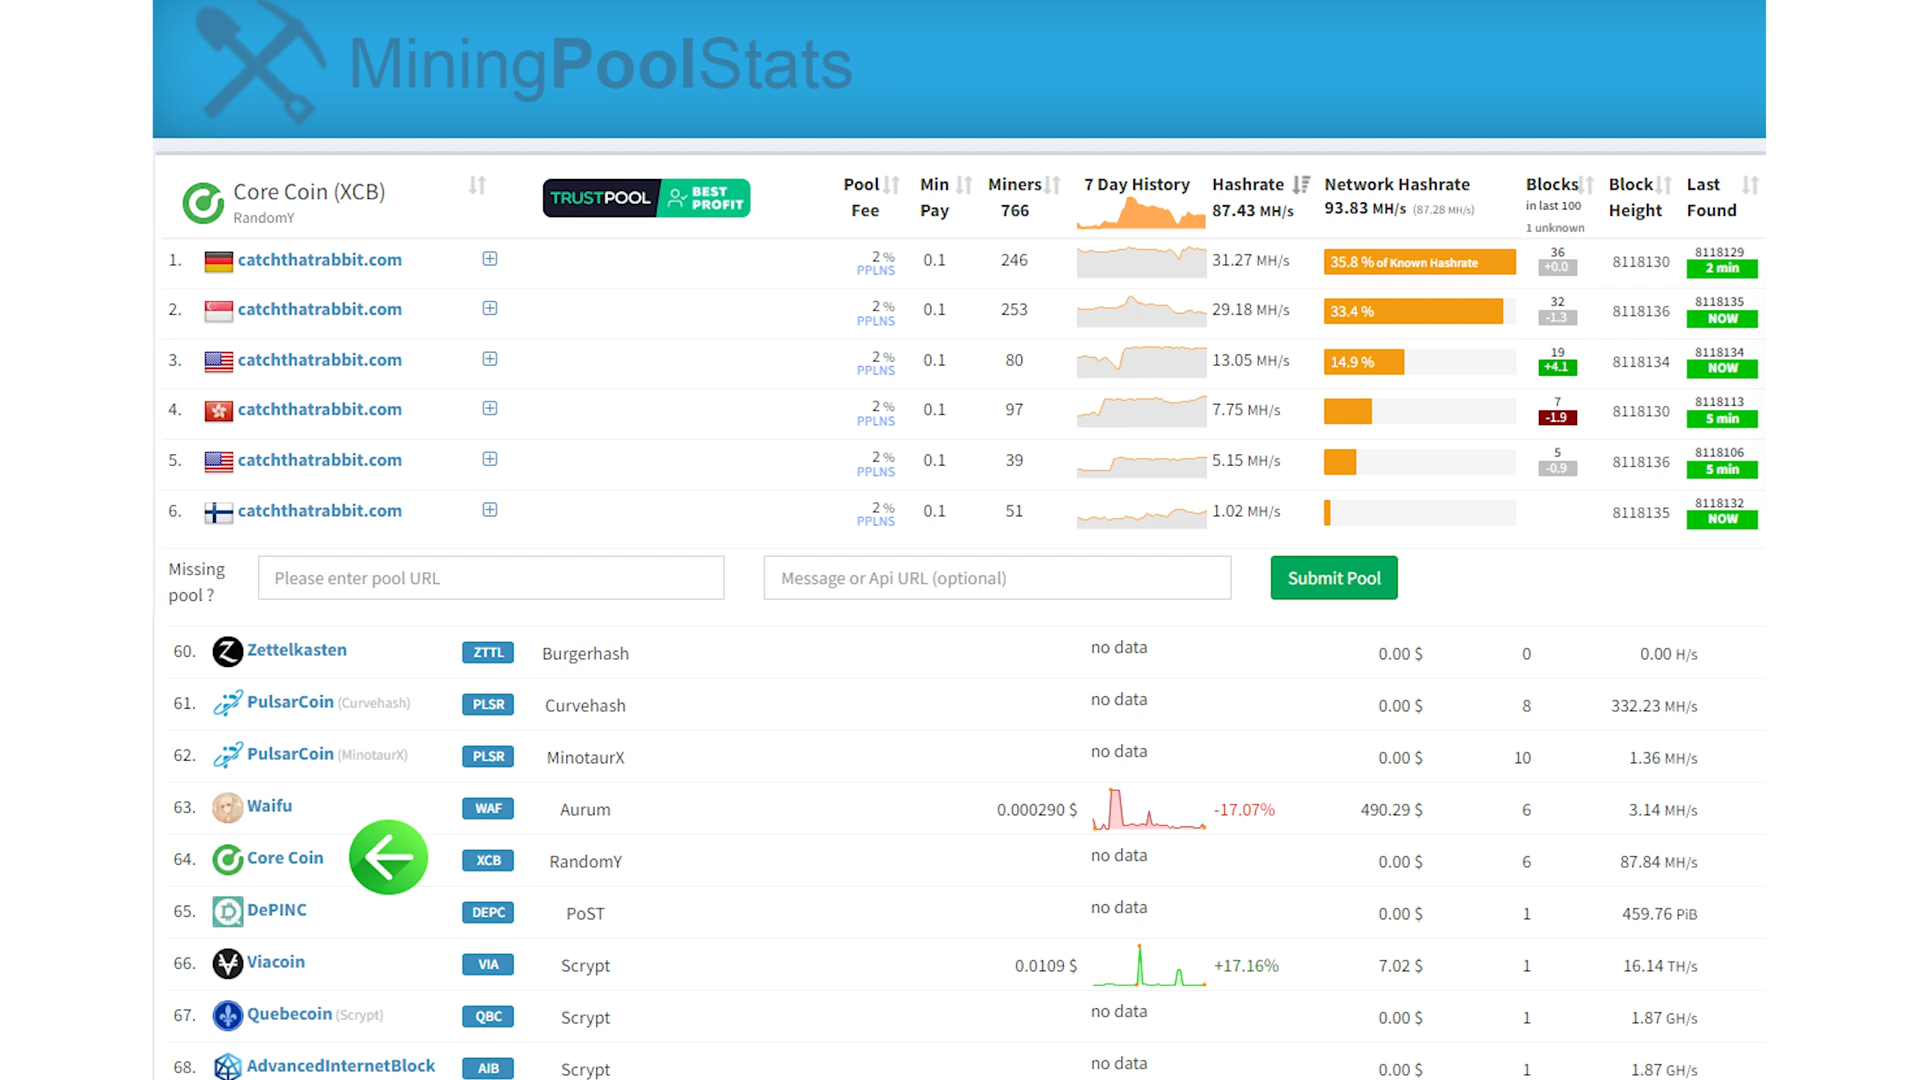 MiningPoolStats
Core Coin (XCB)
RandomY
TRUSTPOOL BEST PROFIT
Pool Fee
Min Pay
Miners 766
7 Day History
Hashrate 87.43 MH/s
Network Hashrate 93.83 MH/s (87.28 MH/s)
Blocks in last 100 1 unknown
Block Height
Last Found
1. catchthatrabbit.com 2 % PPLNS 0.1 246 31.27 MH/s 35.8 % of Known Hashrate 36 +0.0 8118130 8118129 2 min
2. catchthatrabbit.com 2 % PPLNS 0.1 253 29.18 MH/s 33.4 % 32 -1.3 8118136 8118135 NOW
3. catchthatrabbit.com 2 % PPLNS 0.1 80 13.05 MH/s 14.9 % 19 +4.1 8118134 8118134 NOW
4. catchthatrabbit.com 2 % PPLNS 0.1 97 7.75 MH/s 7 -1.9 8118130 8118113 5 min
5. catchthatrabbit.com 2 % PPLNS 0.1 39 5.15 MH/s 5 -0.9 8118136 8118106 5 min
6. catchthatrabbit.com 2 % PPLNS 0.1 51 1.02 MH/s 8118135 8118132 NOW
Missing pool ? Please enter pool URL Message or Api URL (optional) Submit Pool
60. Zettelkasten ZTTL Burgerhash no data 0.00 $ 0 0.00 H/s
61. PulsarCoin (Curvehash) PLSR Curvehash no data 0.00 $ 8 332.23 MH/s
62. PulsarCoin (MinotaurX) PLSR MinotaurX no data 0.00 $ 10 1.36 MH/s
63. Waifu WAF Aurum 0.000290 $ -17.07% 490.29 $ 6 3.14 MH/s
64. Core Coin XCB RandomY no data 0.00 $ 6 87.84 MH/s
65. DePINC DEPC PoST no data 0.00 $ 1 459.76 PiB
66. Viacoin VIA Scrypt 0.0109 $ +17.16% 7.02 $ 1 16.14 TH/s
67. Quebecoin (Scrypt) QBC Scrypt no data 0.00 $ 1 1.87 GH/s
68. AdvancedInternetBlock AIB Scrypt no data 0.00 $ 1 1.87 GH/s